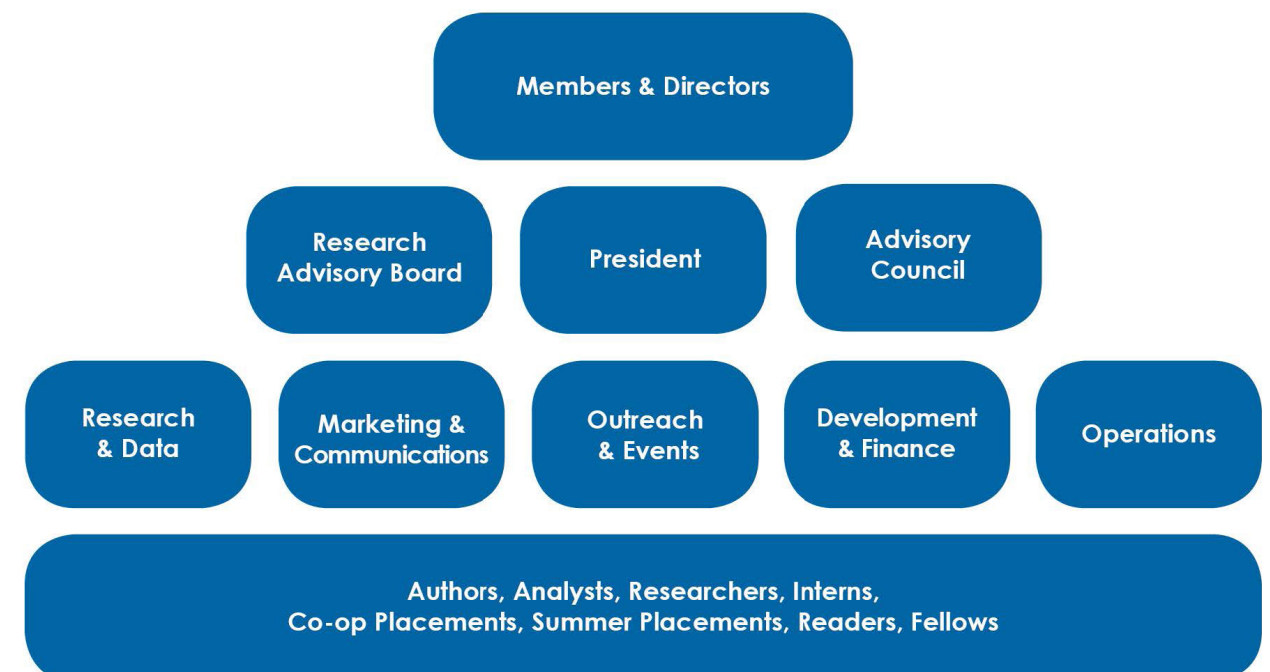 Members & Directors
Research
Advisory Board
President
Advisory
Council
Research
& Data
Marketing &
Communications
Outreach
& Events
Development
& Finance
Operations
Authors, Analysts, Researchers, Interns,
Co-op Placements, Summer Placements, Readers, Fellows